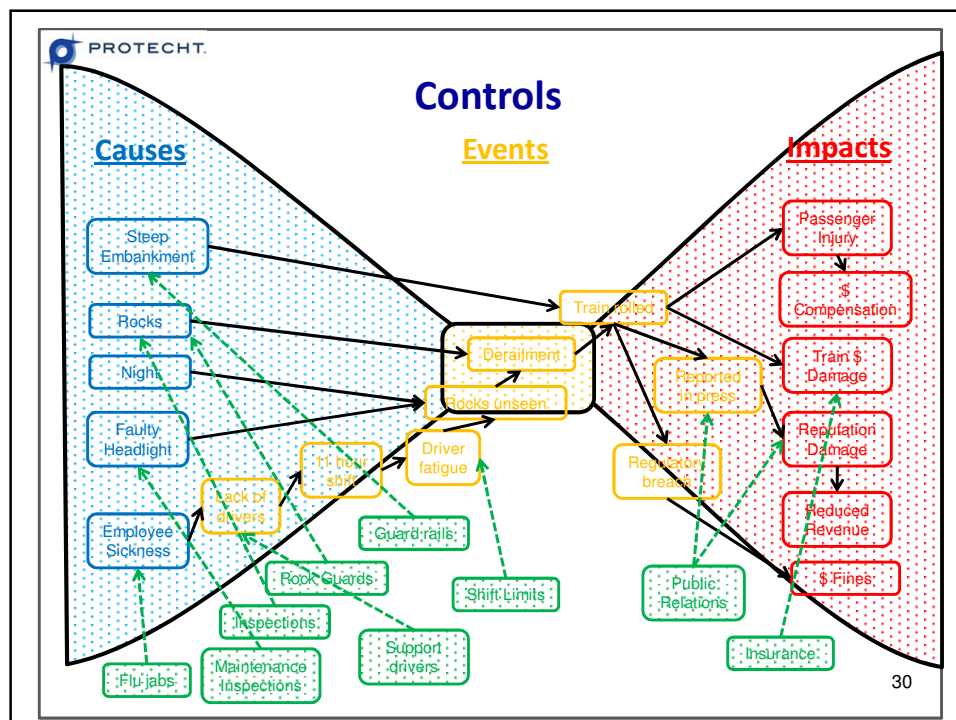 PROTECHT.
Controls
Causes
Events
Impacts
Steep
Embankment
Rocks
Night
Faulty
Headlight
Employee
Sickness
Lack of
drivers
11 hour
shift
Driver
fatigue
Rocks unseen
Derailment
Train rolled
Reported
in press
Regulatory
breach
Passenger
Injury
$
Compensation
Train $
Damage
Reputation
Damage
Reduced
Revenue
$ Fines
Guard rails
Rock Guards
Shift Limits
Inspections
Support
drivers
Maintenance
Inspections
Flu jabs
Public
Relations
Insurance
30